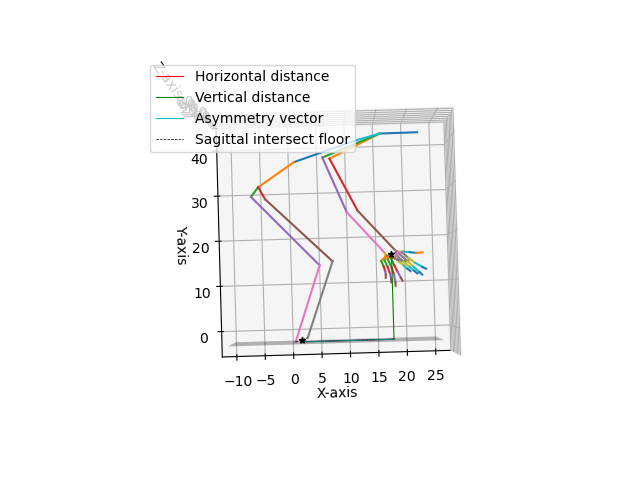 Horizontal distance
Vertical distance
Asymmetry vector
Sagittal intersect floor
Z-axis
40
30
20
10
0
Y-axis
−10
−5
0
5
10
15
20
25
X-axis